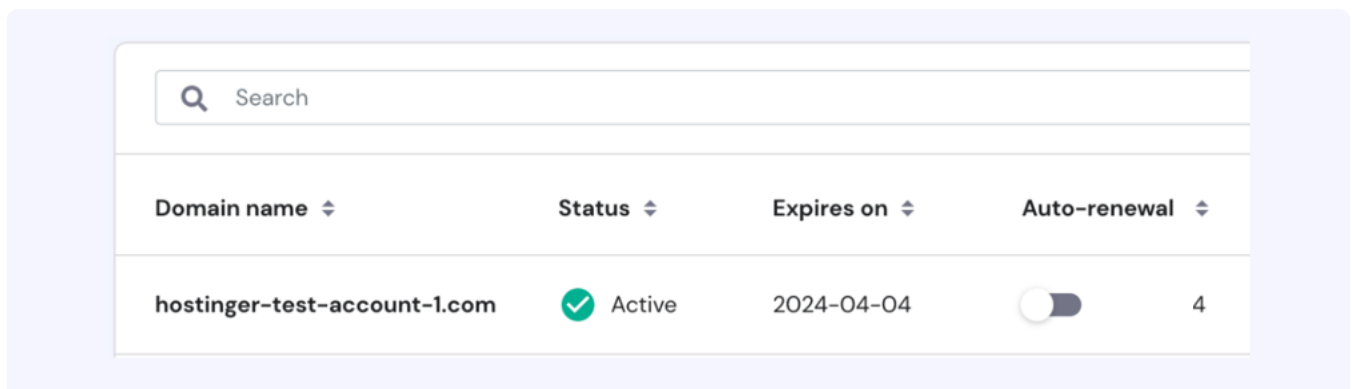 Search
Domain name Status Expires on Auto-renewal
hostinger-test-account-1.com Active 2024-04-04 4